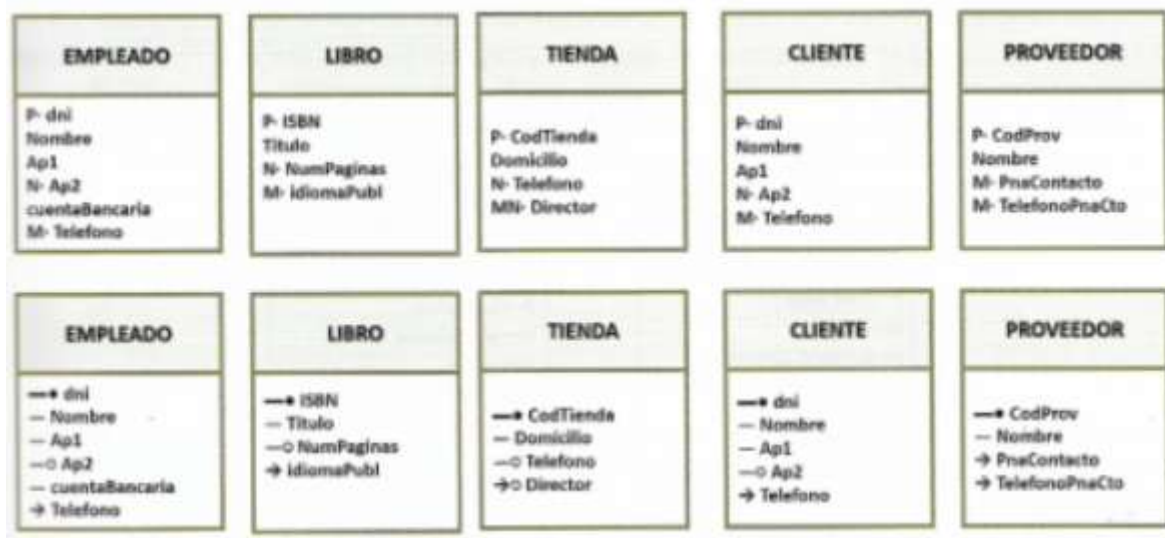 EMPLEADO
P- dni
Nombre
Ap1
N- Ap2
cuentaBancaria
M- Telefono
LIBRO
P- ISBN
Titulo
N- NumPaginas
M- idiomaPubl
TIENDA
P- CodTienda
Domicilio
N- Telefono
MN- Director
CLIENTE
P- dni
Nombre
Ap1
N- Ap2
M- Telefono
PROVEEDOR
P- CodProv
Nombre
M- PnaContacto
M- TelefonoPnaCto
EMPLEADO
dni
Nombre
Ap1
Ap2
cuentaBancaria
Telefono
LIBRO
ISBN
Titulo
NumPaginas
idiomaPubl
TIENDA
CodTienda
Domicilio
Telefono
Director
CLIENTE
dni
Nombre
Ap1
Ap2
Telefono
PROVEEDOR
CodProv
Nombre
PnaContacto
TelefonoPnaCto